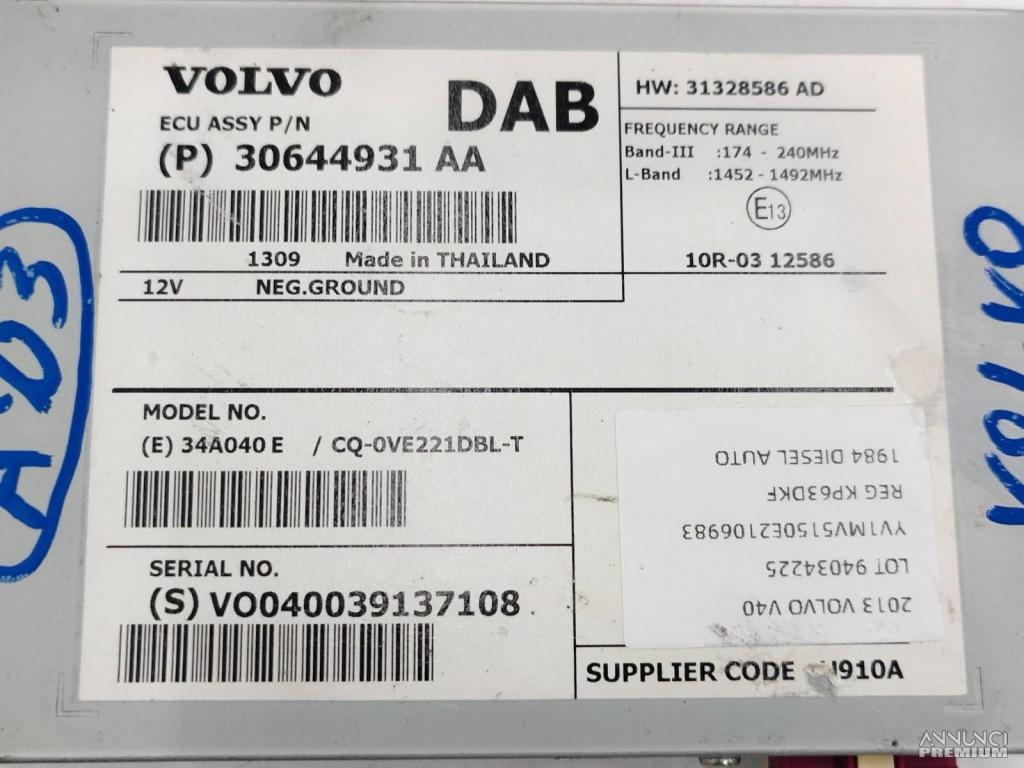 VOLVO
DAB
ECU ASSY P/N
(P) 30644931 AA
1309 Made in THAILAND
12V NEG.GROUND
HW: 31328586 AD
FREQUENCY RANGE
Band-III :174 - 240MHz
L-Band :1452 - 1492MHz
E13
10R-03 12586
MODEL NO.
(E) 34A040 E / CQ-0VE221DBL-T
SERIAL NO.
(S) VO040039137108
2013 VOLVO V40
LOT 94034225
YV1MV5150E2106983
REG KP63DKF
1984 DIESEL AUTO
SUPPLIER CODE
A-03
VOLVO
ANNUNCI
PREMIUM